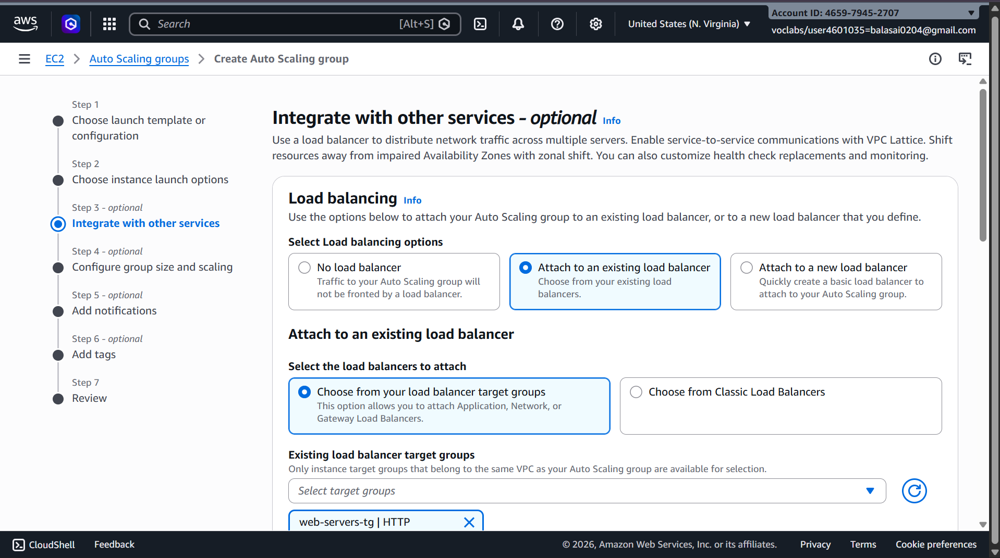 aws
Search
[Alt+S]
United States (N. Virginia)
Account ID: 4659-7945-2707
voclabs/user4601035=balasai0204@gmail.com
EC2
Auto Scaling groups
Create Auto Scaling group
Step 1
Choose launch template or
configuration
Step 2
Choose instance launch options
Step 3 - optional
Integrate with other services
Step 4 - optional
Configure group size and scaling
Step 5 - optional
Add notifications
Step 6 - optional
Add tags
Step 7
Review
Integrate with other services - optional Info
Use a load balancer to distribute network traffic across multiple servers. Enable service-to-service communications with VPC Lattice. Shift
resources away from impaired Availability Zones with zonal shift. You can also customize health check replacements and monitoring.
Load balancing Info
Use the options below to attach your Auto Scaling group to an existing load balancer, or to a new load balancer that you define.
Select Load balancing options
No load balancer
Traffic to your Auto Scaling group will
not be fronted by a load balancer.
Attach to an existing load balancer
Choose from your existing load
balancers.
Attach to a new load balancer
Quickly create a basic load balancer to
attach to your Auto Scaling group.
Attach to an existing load balancer
Select the load balancers to attach
Choose from your load balancer target groups
This option allows you to attach Application, Network, or
Gateway Load Balancers.
Choose from Classic Load Balancers
Existing load balancer target groups
Only instance target groups that belong to the same VPC as your Auto Scaling group are available for selection.
Select target groups
web-servers-tg | HTTP
CloudShell
Feedback
© 2026, Amazon Web Services, Inc. or its affiliates.
Privacy
Terms
Cookie preferences